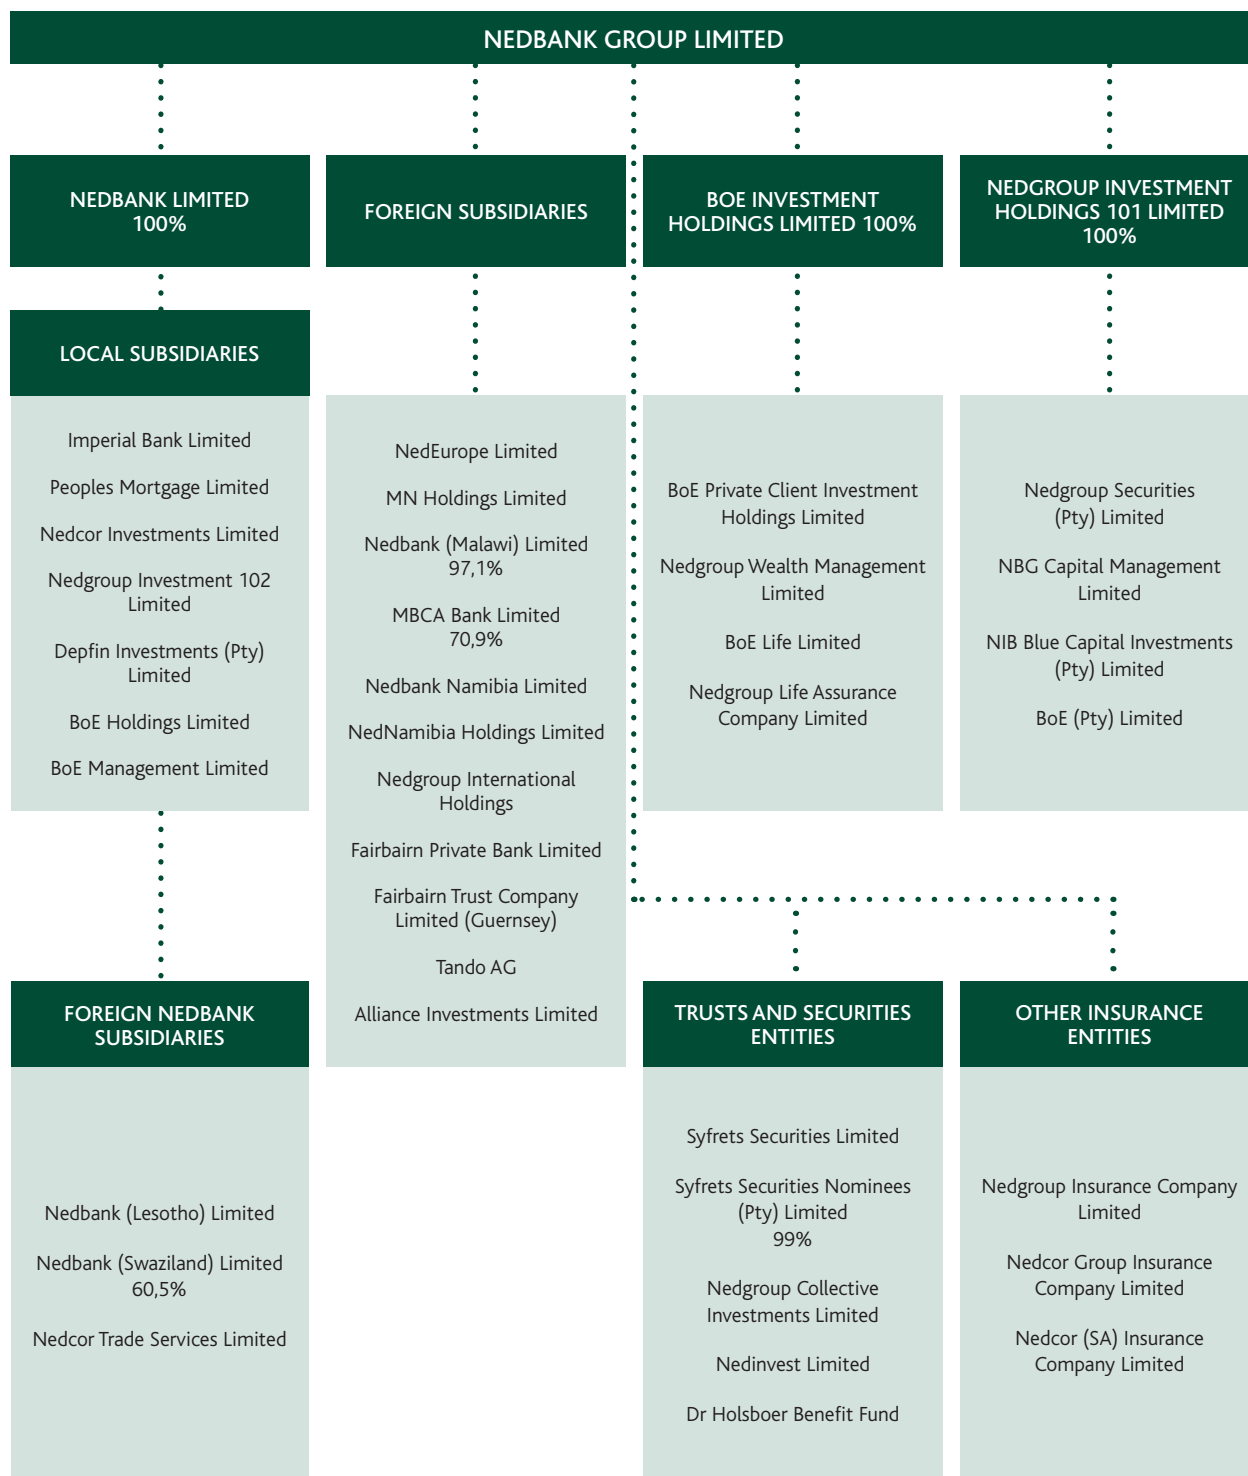 NEDBANK GROUP LIMITED
NEDBANK LIMITED
100%
FOREIGN SUBSIDIARIES
BOE INVESTMENT
HOLDINGS LIMITED 100%
NEDGROUP INVESTMENT
HOLDINGS 101 LIMITED
100%
LOCAL SUBSIDIARIES
Imperial Bank Limited
Peoples Mortgage Limited
Nedcor Investments Limited
Nedgroup Investment 102
Limited
Depfin Investments (Pty)
Limited
BoE Holdings Limited
BoE Management Limited
NedEurope Limited
MN Holdings Limited
Nedbank (Malawi) Limited
97,1%
MBCA Bank Limited
70,9%
Nedbank Namibia Limited
NedNamibia Holdings Limited
Nedgroup International
Holdings
Fairbairn Private Bank Limited
Fairbairn Trust Company
Limited (Guernsey)
Tando AG
Alliance Investments Limited
BoE Private Client Investment
Holdings Limited
Nedgroup Wealth Management
Limited
BoE Life Limited
Nedgroup Life Assurance
Company Limited
Nedgroup Securities
(Pty) Limited
NBG Capital Management
Limited
NIB Blue Capital Investments
(Pty) Limited
BoE (Pty) Limited
FOREIGN NEDBANK
SUBSIDIARIES
Nedbank (Lesotho) Limited
Nedbank (Swaziland) Limited
60,5%
Nedcor Trade Services Limited
TRUSTS AND SECURITIES
ENTITIES
Syfrets Securities Limited
Syfrets Securities Nominees
(Pty) Limited
99%
Nedgroup Collective
Investments Limited
Nedinvest Limited
Dr Holsboer Benefit Fund
OTHER INSURANCE
ENTITIES
Nedgroup Insurance Company
Limited
Nedcor Group Insurance
Company Limited
Nedcor (SA) Insurance
Company Limited